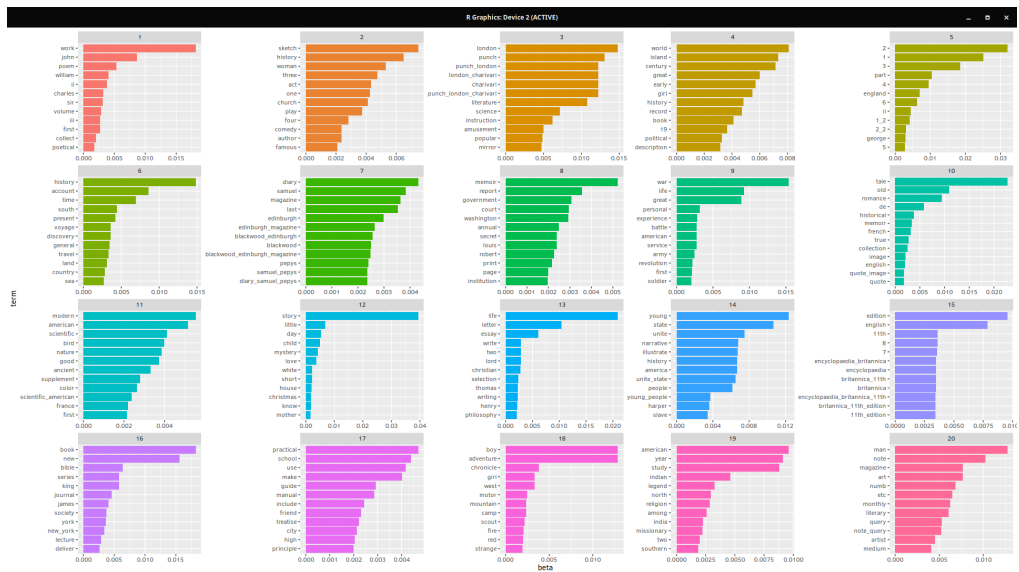 R Graphics: Device 2 (ACTIVE)
1
work
john
poem
william
ii
charles
sir
volume
iii
first
collect
poetical
0.000 0.005 0.010 0.015
2
sketch
history
woman
three
act
one
church
play
four
comedy
author
famous
0.000 0.002 0.004 0.006
3
london
punch
punch_london
london_charivari
charivari
punch_london_charivari
literature
science
instruction
amusement
popular
mirror
0.000 0.005 0.010 0.015
4
world
island
century
great
early
girl
history
record
book
19
political
description
0.000 0.002 0.004 0.006 0.008
5
2
1
3
part
4
england
6
ii
1_2
2_2
george
5
0.00 0.01 0.02 0.03
6
history
account
time
south
present
voyage
discovery
general
travel
land
country
sea
0.000 0.005 0.010 0.015
7
diary
samuel
magazine
last
edinburgh
edinburgh_magazine
blackwood_edinburgh
blackwood
blackwood_edinburgh_magazine
pepys
samuel_pepys
diary_samuel_pepys
0.000 0.001 0.002 0.003 0.004
8
memoir
report
government
court
washington
annual
secret
louis
robert
print
page
institution
0.000 0.001 0.002 0.003 0.004 0.005
9
war
life
great
personal
experience
battle
american
service
army
revolution
first
soldier
0.000 0.005 0.010 0.015
10
tale
old
romance
de
historical
memoir
french
true
collection
image
english
quote_image
quote
0.000 0.005 0.010 0.015 0.020
term
11
modern
american
scientific
bird
nature
good
ancient
supplement
color
scientific_american
france
first
0.000 0.002 0.004
12
story
little
day
child
mystery
love
white
short
house
christmas
know
mother
0.00 0.01 0.02 0.03 0.04
13
life
letter
essay
write
two
lord
christian
selection
thomas
writing
henry
philosophy
0.000 0.005 0.010 0.015 0.020
14
young
state
unite
narrative
illustrate
history
america
unite_state
people
young_people
harper
slave
0.000 0.004 0.008 0.012
15
edition
english
11th
8
7
encyclopaedia_britannica
encyclopaedia
britannica_11th
britannica
encyclopaedia_britannica_11th
britannica_11th_edition
11th_edition
0.0000 0.0025 0.0050 0.0075 0.010
16
book
new
bible
series
king
journal
james
society
york
new_york
lecture
deliver
0.000 0.005 0.010 0.015
17
practical
school
use
make
guide
manual
include
friend
treatise
city
high
principle
0.000 0.001 0.002 0.003 0.004
18
boy
adventure
chronicle
girl
west
motor
mountain
camp
scout
fire
red
strange
0.000 0.005 0.010
19
american
year
study
indian
legend
north
religion
among
india
missionary
two
southern
0.0000 0.0025 0.0050 0.0075 0.0100
20
man
note
magazine
art
numb
etc
monthly
literary
query
note_query
artist
medium
0.000 0.005 0.010
beta